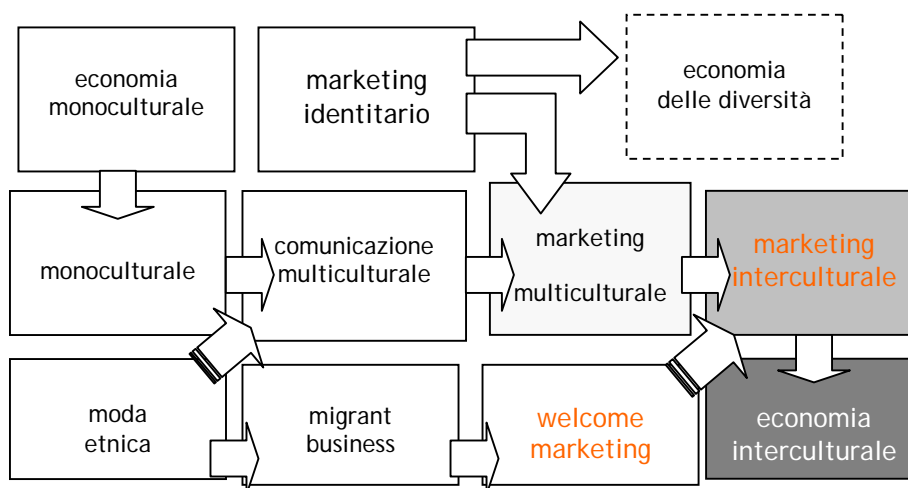 economia
monoculturale
marketing
identitario
economia
delle diversità
monoculturale
comunicazione
multiculturale
marketing
multiculturale
marketing
interculturale
moda
etnica
migrant
business
welcome
marketing
economia
interculturale